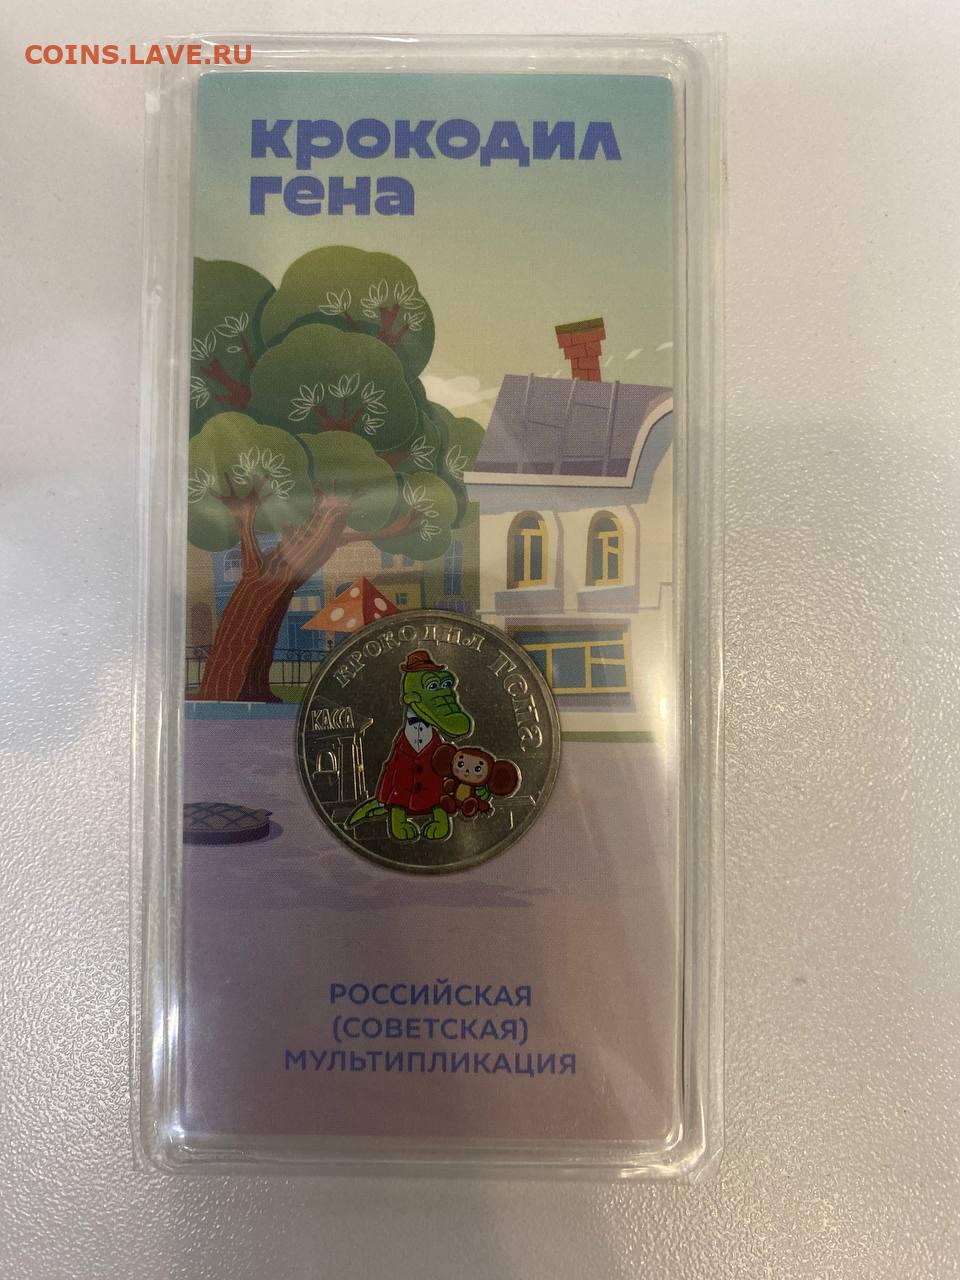 COINS.LAVE.RU
крокодил
гена
КРОКОДИЛ ГЕНА
КАССА
РОССИЙСКАЯ
(СОВЕТСКАЯ)
МУЛЬТИПЛИКАЦИЯ